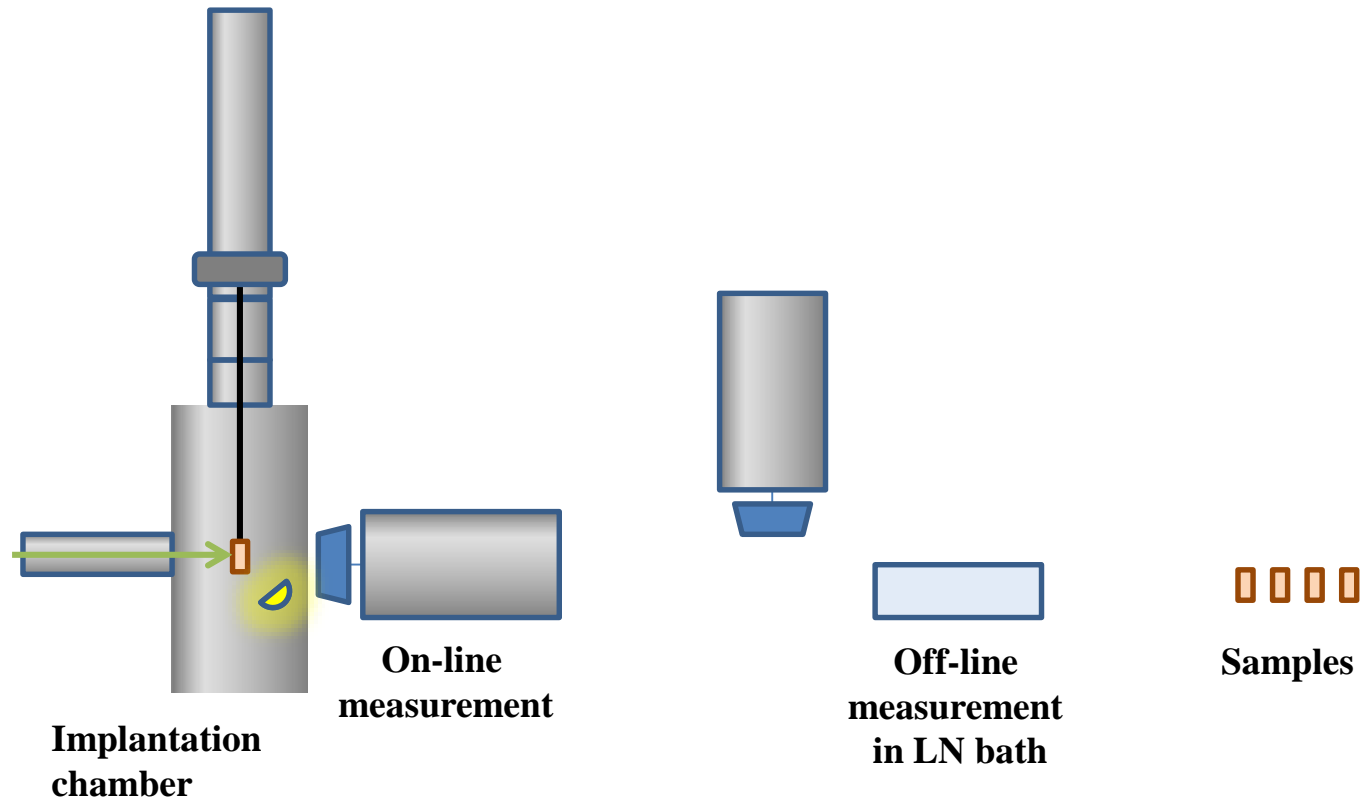 On-line
measurement
Off-line
measurement
in LN bath
Samples
Implantation
chamber